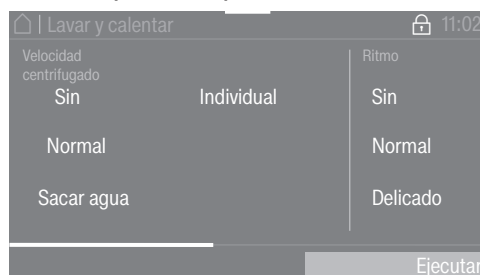 Lavar y calentar 11:02
Velocidad
centrifugado
Ritmo
Sin Individual Sin
Normal Normal
Sacar agua Delicado
Ejecutar